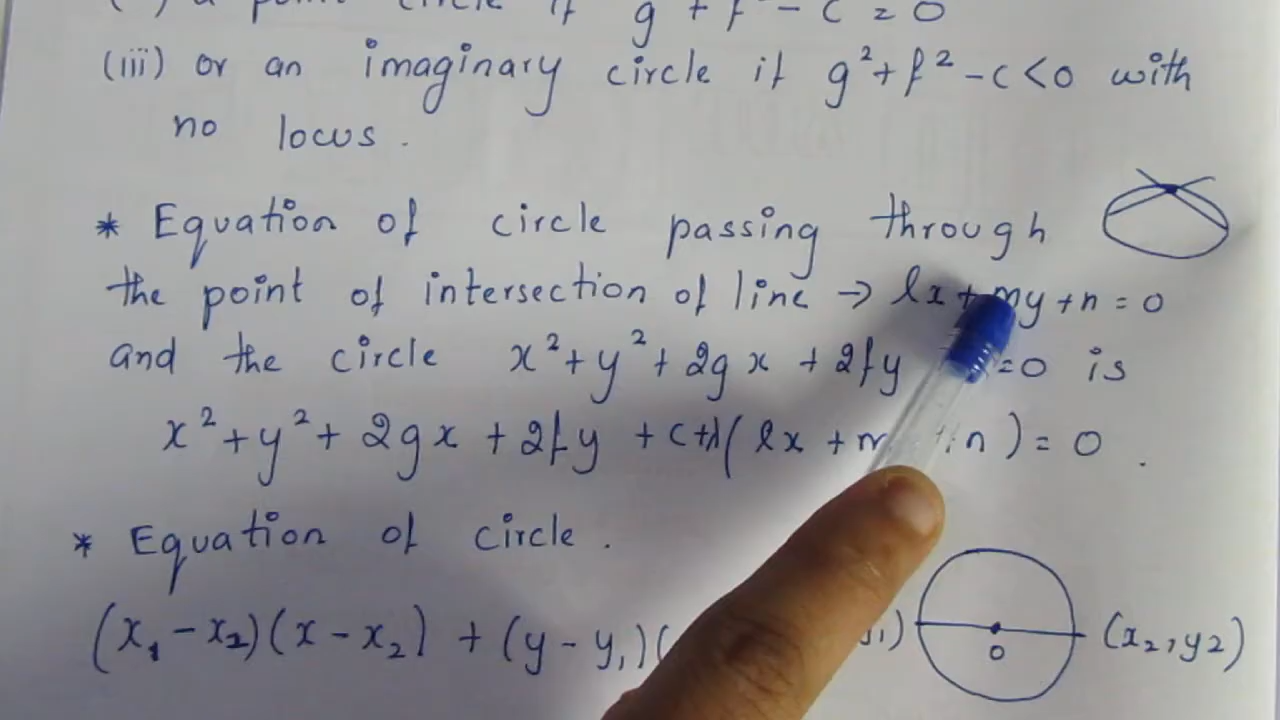 circle if g + f - c = 0
(iii) or an imaginary circle if g²+f²-c<0 with
no locus.
* Equation of circle passing through
the point of intersection of line → lx+my+n=0
and the circle x²+y²+2gx+2fy =0 is
x²+y²+2gx+2fy+c+λ(lx+m n)=0.
* Equation of circle.
(x₁-x₂)(x-x₂)+(y-y₁)(
O
(x₂,y2)